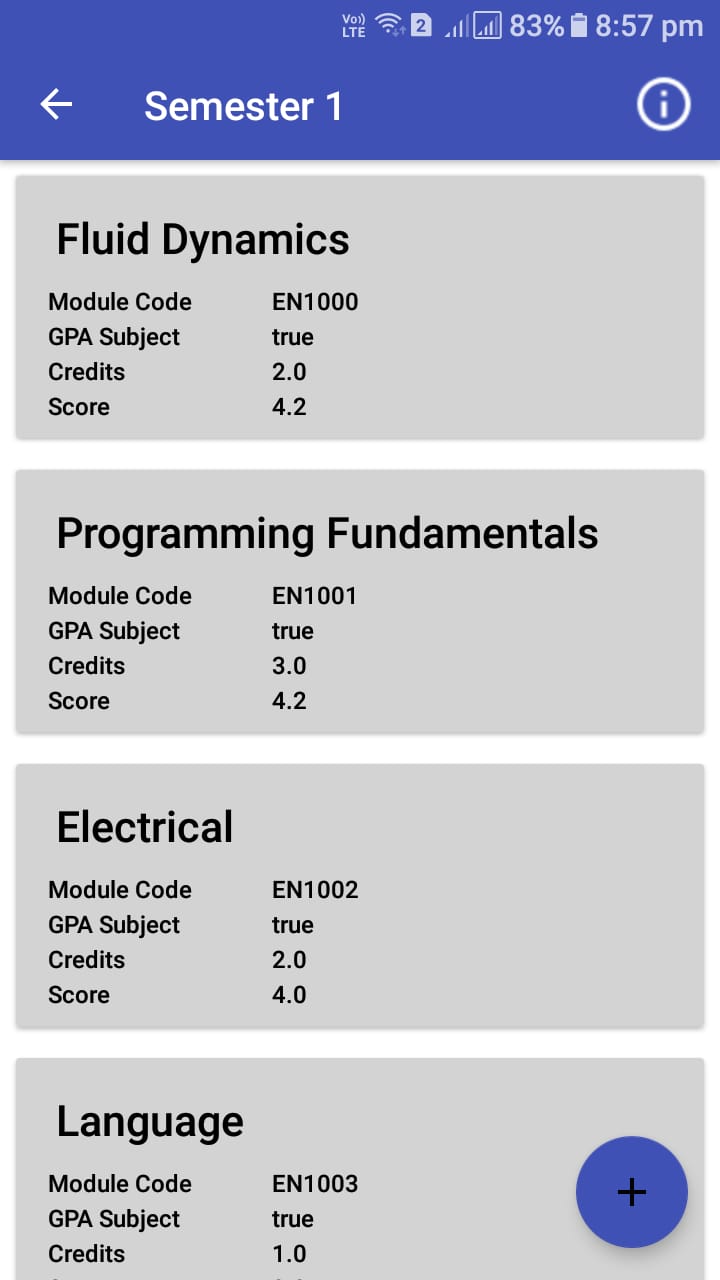 Vo)) LTE 2 83% 8:57 pm
Semester 1
Fluid Dynamics
Module Code EN1000
GPA Subject true
Credits 2.0
Score 4.2
Programming Fundamentals
Module Code EN1001
GPA Subject true
Credits 3.0
Score 4.2
Electrical
Module Code EN1002
GPA Subject true
Credits 2.0
Score 4.0
Language
Module Code EN1003
GPA Subject true
Credits 1.0